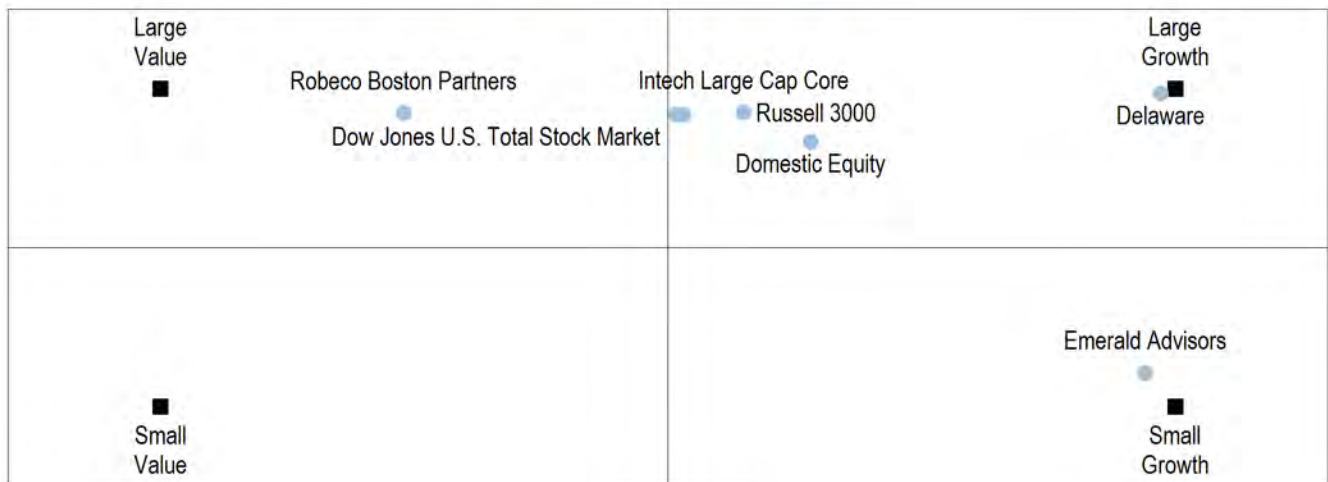 Large
Value
Large
Growth
Robeco Boston Partners
Intech Large Cap Core
Russell 3000
Delaware
Dow Jones U.S. Total Stock Market
Domestic Equity
Emerald Advisors
Small
Value
Small
Growth